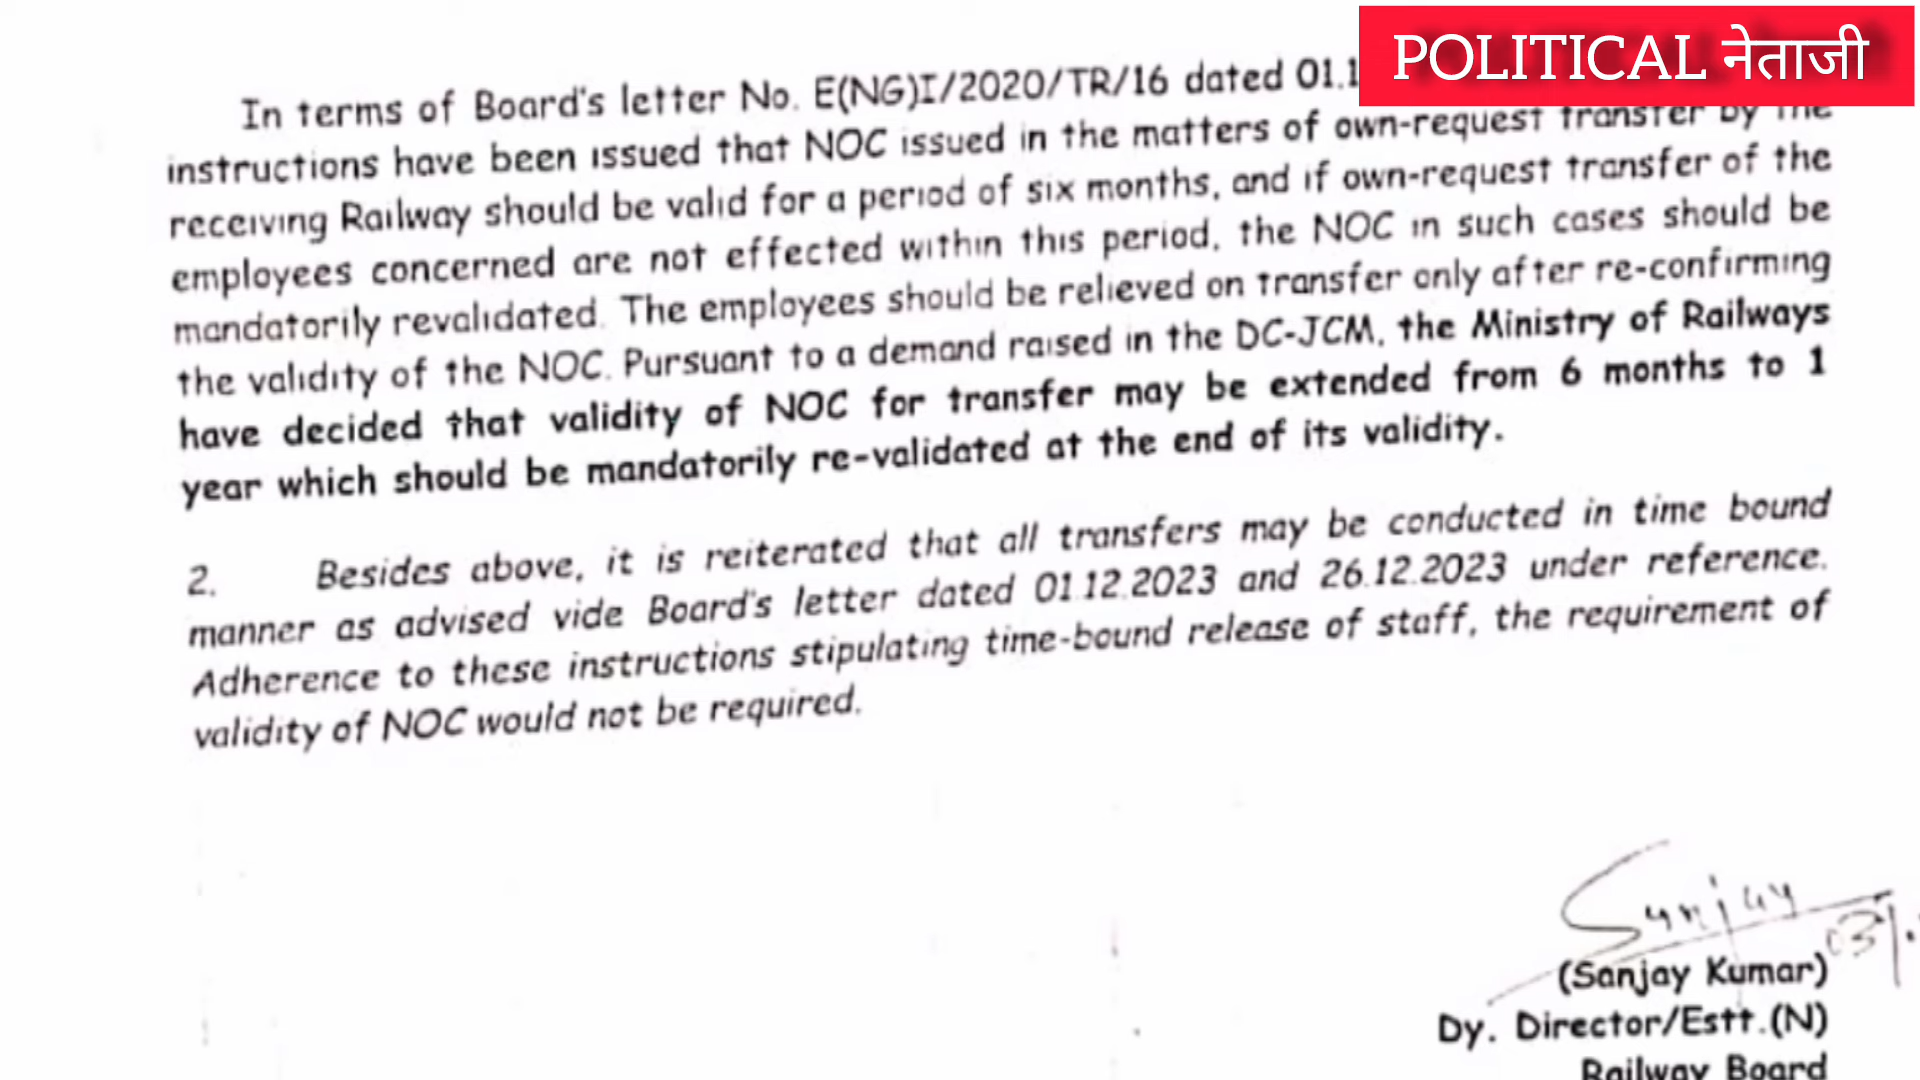 POLITICAL नेताजी
In terms of Board's letter No. E(NG)I/2020/TR/16 dated 01.1
instructions have been issued that NOC issued in the matters of own-request transfer by the
receiving Railway should be valid for a period of six months, and if own-request transfer of the
employees concerned are not effected within this period, the NOC in such cases should be
mandatorily revalidated. The employees should be relieved on transfer only after re-confirming
the validity of the NOC. Pursuant to a demand raised in the DC-JCM, the Ministry of Railways
have decided that validity of NOC for transfer may be extended from 6 months to 1
year which should be mandatorily re-validated at the end of its validity.
2. Besides above, it is reiterated that all transfers may be conducted in time bound
manner as advised vide Board's letter dated 01.12.2023 and 26.12.2023 under reference.
Adherence to these instructions stipulating time-bound release of staff, the requirement of
validity of NOC would not be required.
Sanjay
03/.
(Sanjay Kumar)
Dy. Director/Estt.(N)
Railway Board